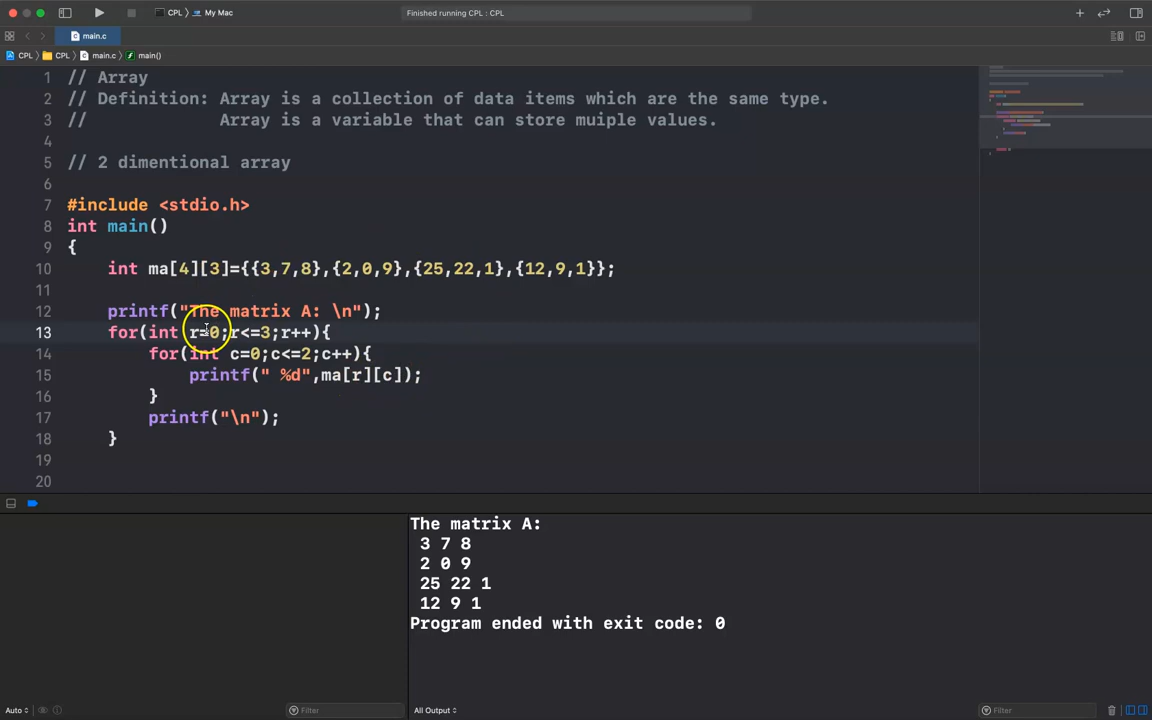 CPL
My Mac
Finished running CPL : CPL
main.c
CPL CPL main.c main()
1 // Array
2 // Definition: Array is a collection of data items which are the same type.
3 // Array is a variable that can store muiple values.
4
5 // 2 dimentional array
6
7 #include <stdio.h>
8 int main()
9 {
10 int ma[4][3]={{3,7,8},{2,0,9},{25,22,1},{12,9,1}};
11
12 printf("The matrix A: \n");
13 for(int r=0;r<=3;r++){
14 for(int c=0;c<=2;c++){
15 printf(" %d",ma[r][c]);
16 }
17 printf("\n");
18 }
19
20
The matrix A:
3 7 8
2 0 9
25 22 1
12 9 1
Program ended with exit code: 0
Auto Filter All Output Filter